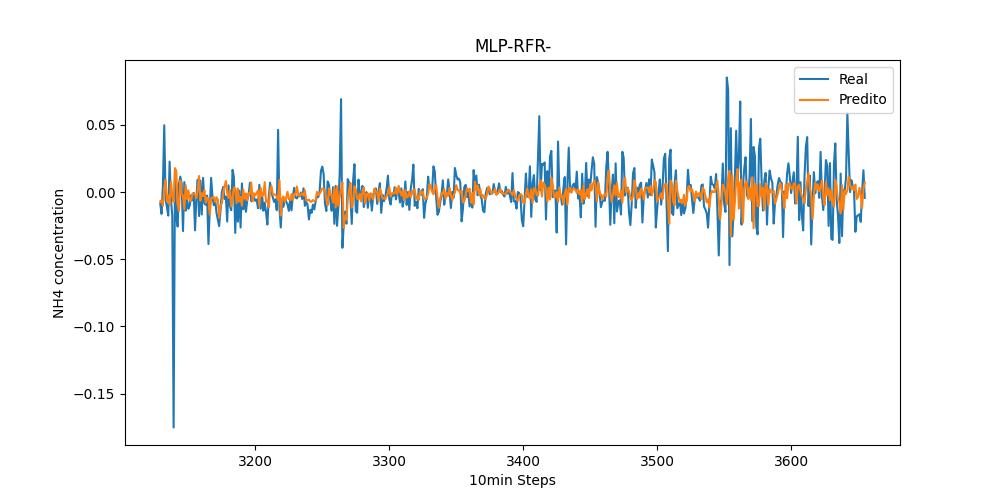 MLP-RFR-
Real
Predito
0.05
0.00
−0.05
−0.10
−0.15
NH4 concentration
3200
3300
3400
3500
3600
10min Steps